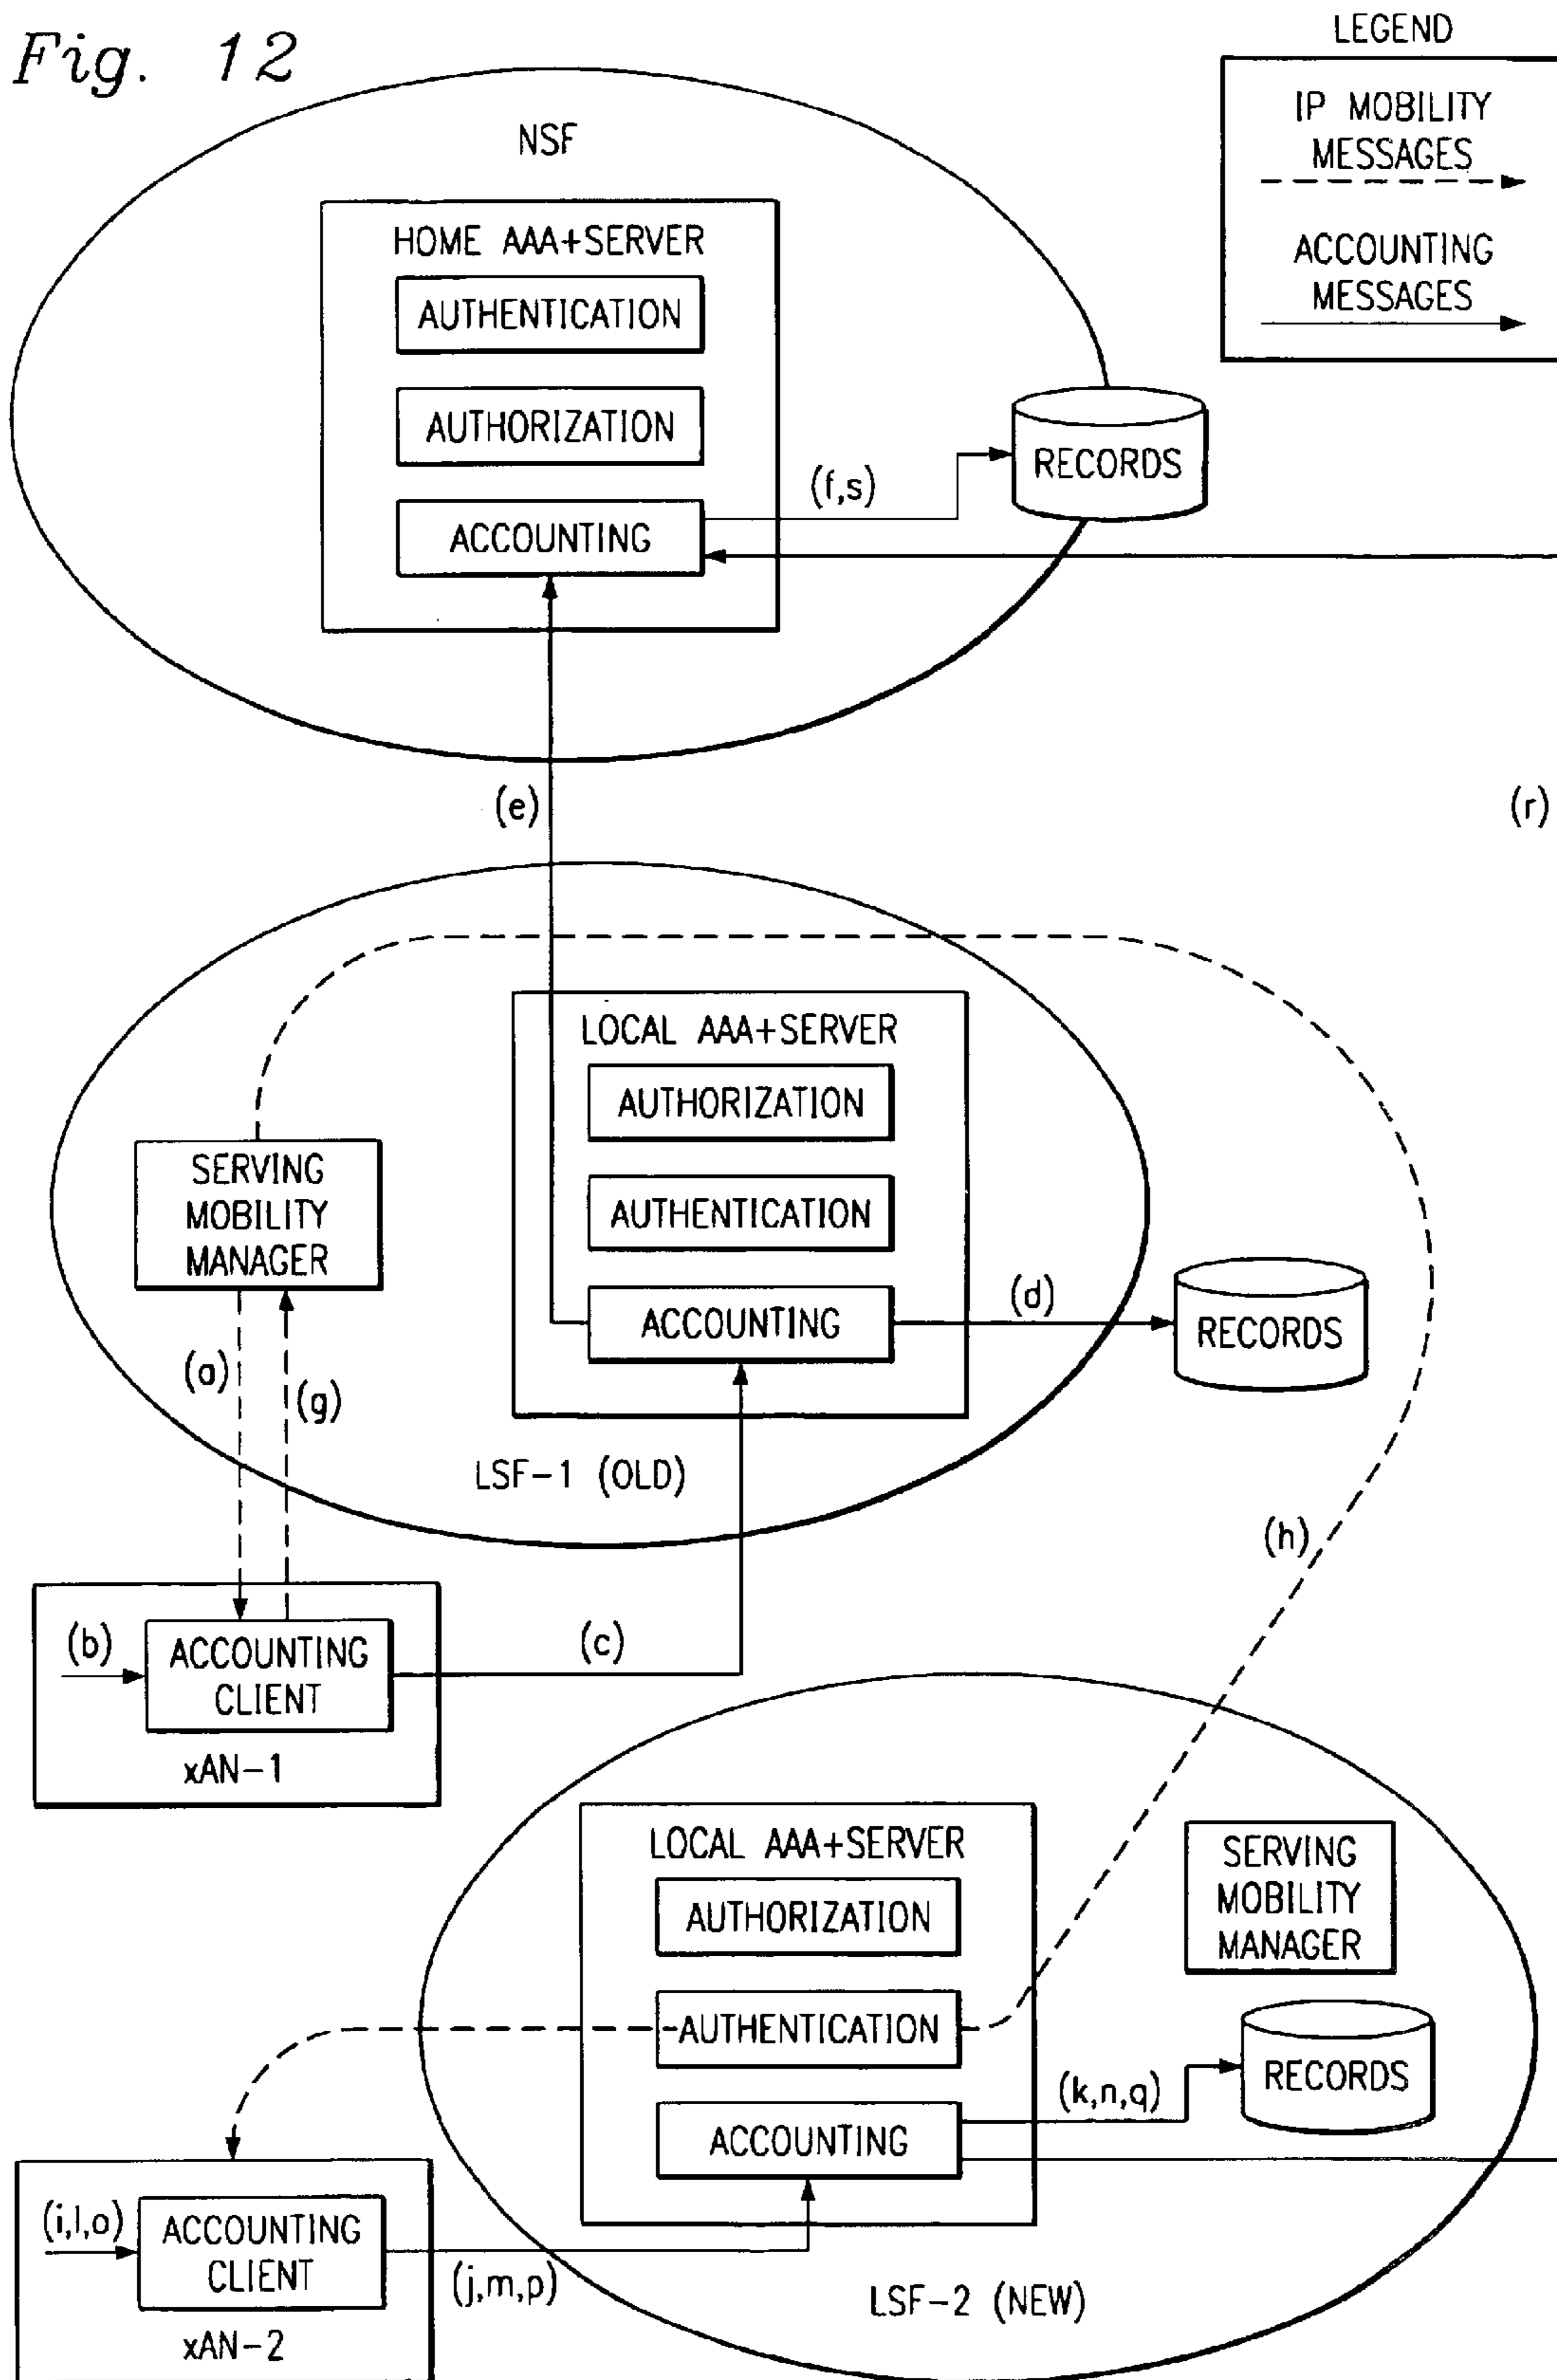 Fig. 12
LEGEND
IP MOBILITY
MESSAGES
ACCOUNTING
MESSAGES
NSF
HOME AAA+SERVER
AUTHENTICATION
AUTHORIZATION
ACCOUNTING
(f,s)
RECORDS
(e)
(r)
LOCAL AAA+SERVER
AUTHORIZATION
AUTHENTICATION
ACCOUNTING
SERVING
MOBILITY
MANAGER
(d)
RECORDS
(a)
(g)
LSF-1 (OLD)
(h)
(b)
ACCOUNTING
CLIENT
xAN-1
(c)
LOCAL AAA+SERVER
AUTHORIZATION
AUTHENTICATION
ACCOUNTING
SERVING
MOBILITY
MANAGER
(k,n,q)
RECORDS
(i,l,o)
ACCOUNTING
CLIENT
xAN-2
(j,m,p)
LSF-2 (NEW)